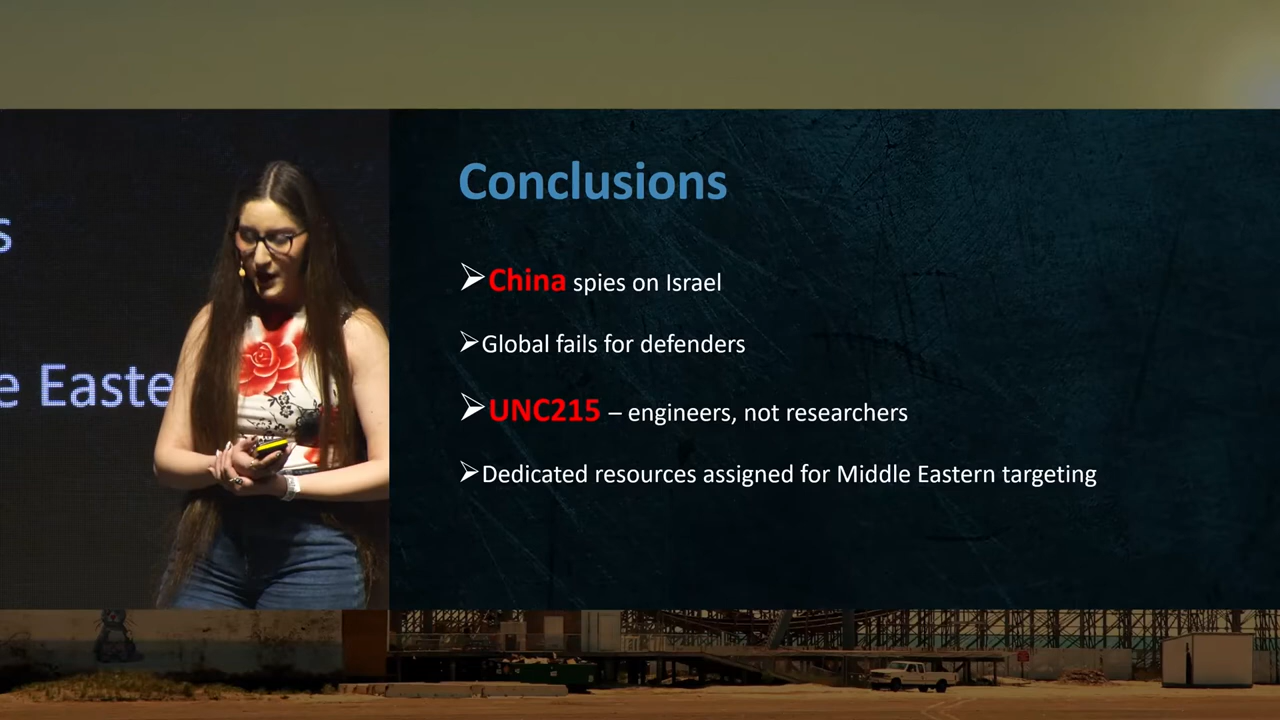 s
e Easte
Conclusions
➢China spies on Israel
➢Global fails for defenders
➢UNC215 – engineers, not researchers
➢Dedicated resources assigned for Middle Eastern targeting